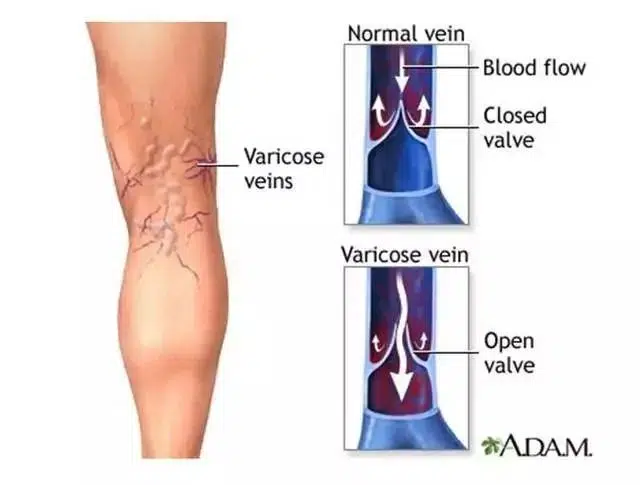 Normal vein
Blood flow
Closed
valve
Varicose
veins
Varicose vein
Open
valve
A.D.A.M.